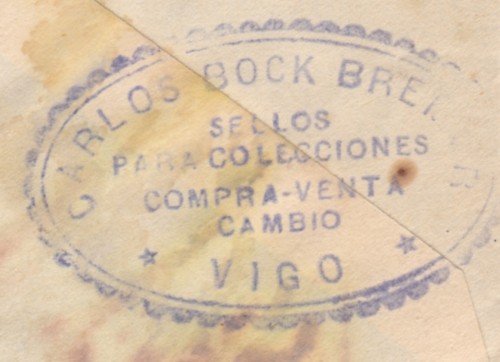 CARLOS BOCK
SELLOS
PARA COLECCIONES
COMPRA-VENTA
CAMBIO
VIGO